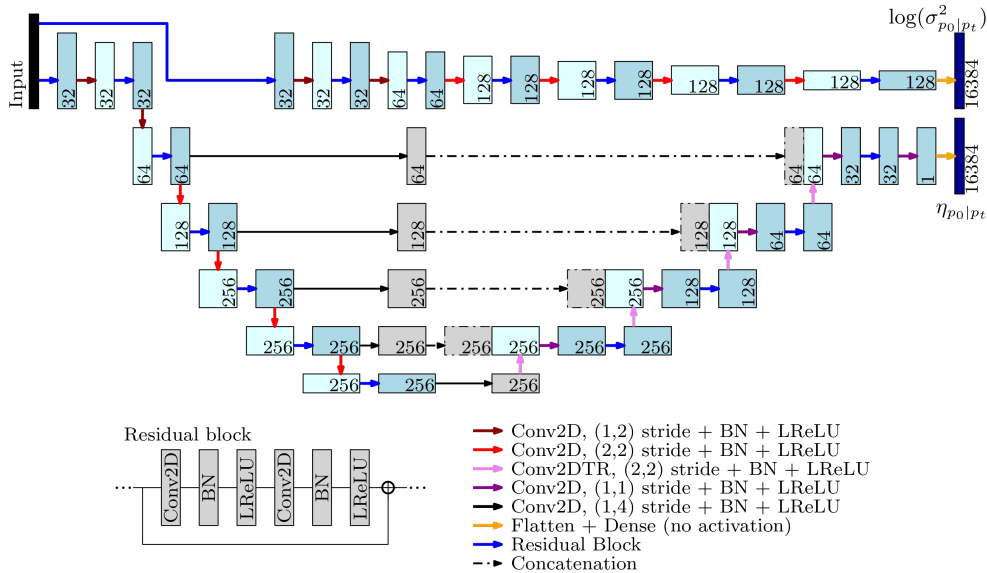 log(σ²ₚ₀|ₚₜ)
Input
32
32
32
32
32
32
64
64
128
128
128
128
128
128
128
128
16384
64
64
64
64
64
32
32
1
16384
η_{p_0|p_t}
128
128
128
128
128
64
64
256
256
256
256
256
128
128
256
256
256
256
256
256
256
256
256
256
Residual block
Conv2D
BN
LReLU
Conv2D
BN
LReLU
Conv2D, (1,2) stride + BN + LReLU
Conv2D, (2,2) stride + BN + LReLU
Conv2DTR, (2,2) stride + BN + LReLU
Conv2D, (1,1) stride + BN + LReLU
Conv2D, (1,4) stride + BN + LReLU
Flatten + Dense (no activation)
Residual Block
Concatenation